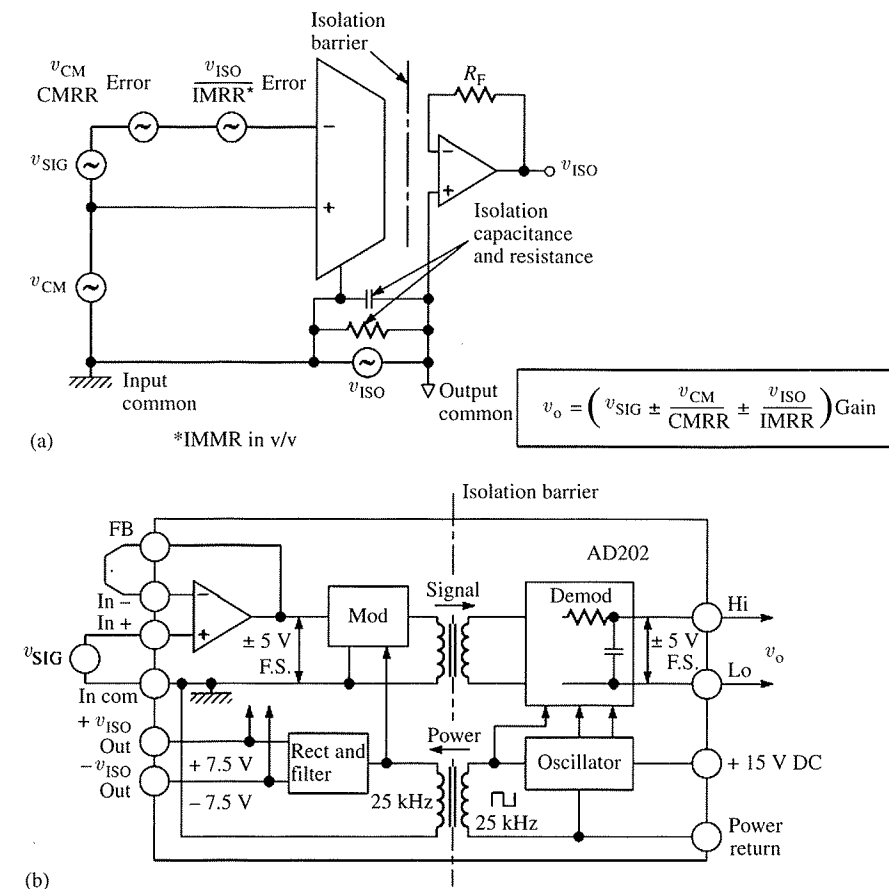 Isolation
barrier
v_CM / CMRR Error
v_ISO / IMRR* Error
R_F
−
−
v_SIG
+
v_ISO
+
Isolation
capacitance
and resistance
v_CM
Input
common
v_ISO
Output
common
v_o = ( v_SIG ± v_CM / CMRR ± v_ISO / IMRR ) Gain
(a)
*IMMR in v/v
Isolation barrier
FB
AD202
In −
−
Mod
Signal
Demod
Hi
In +
+
v_SIG
± 5 V
F.S.
± 5 V
F.S.
v_o
Lo
In com
+ v_ISO
Out
− v_ISO
Out
+ 7.5 V
− 7.5 V
Rect and
filter
Power
25 kHz
25 kHz
Oscillator
+ 15 V DC
Power
return
(b)